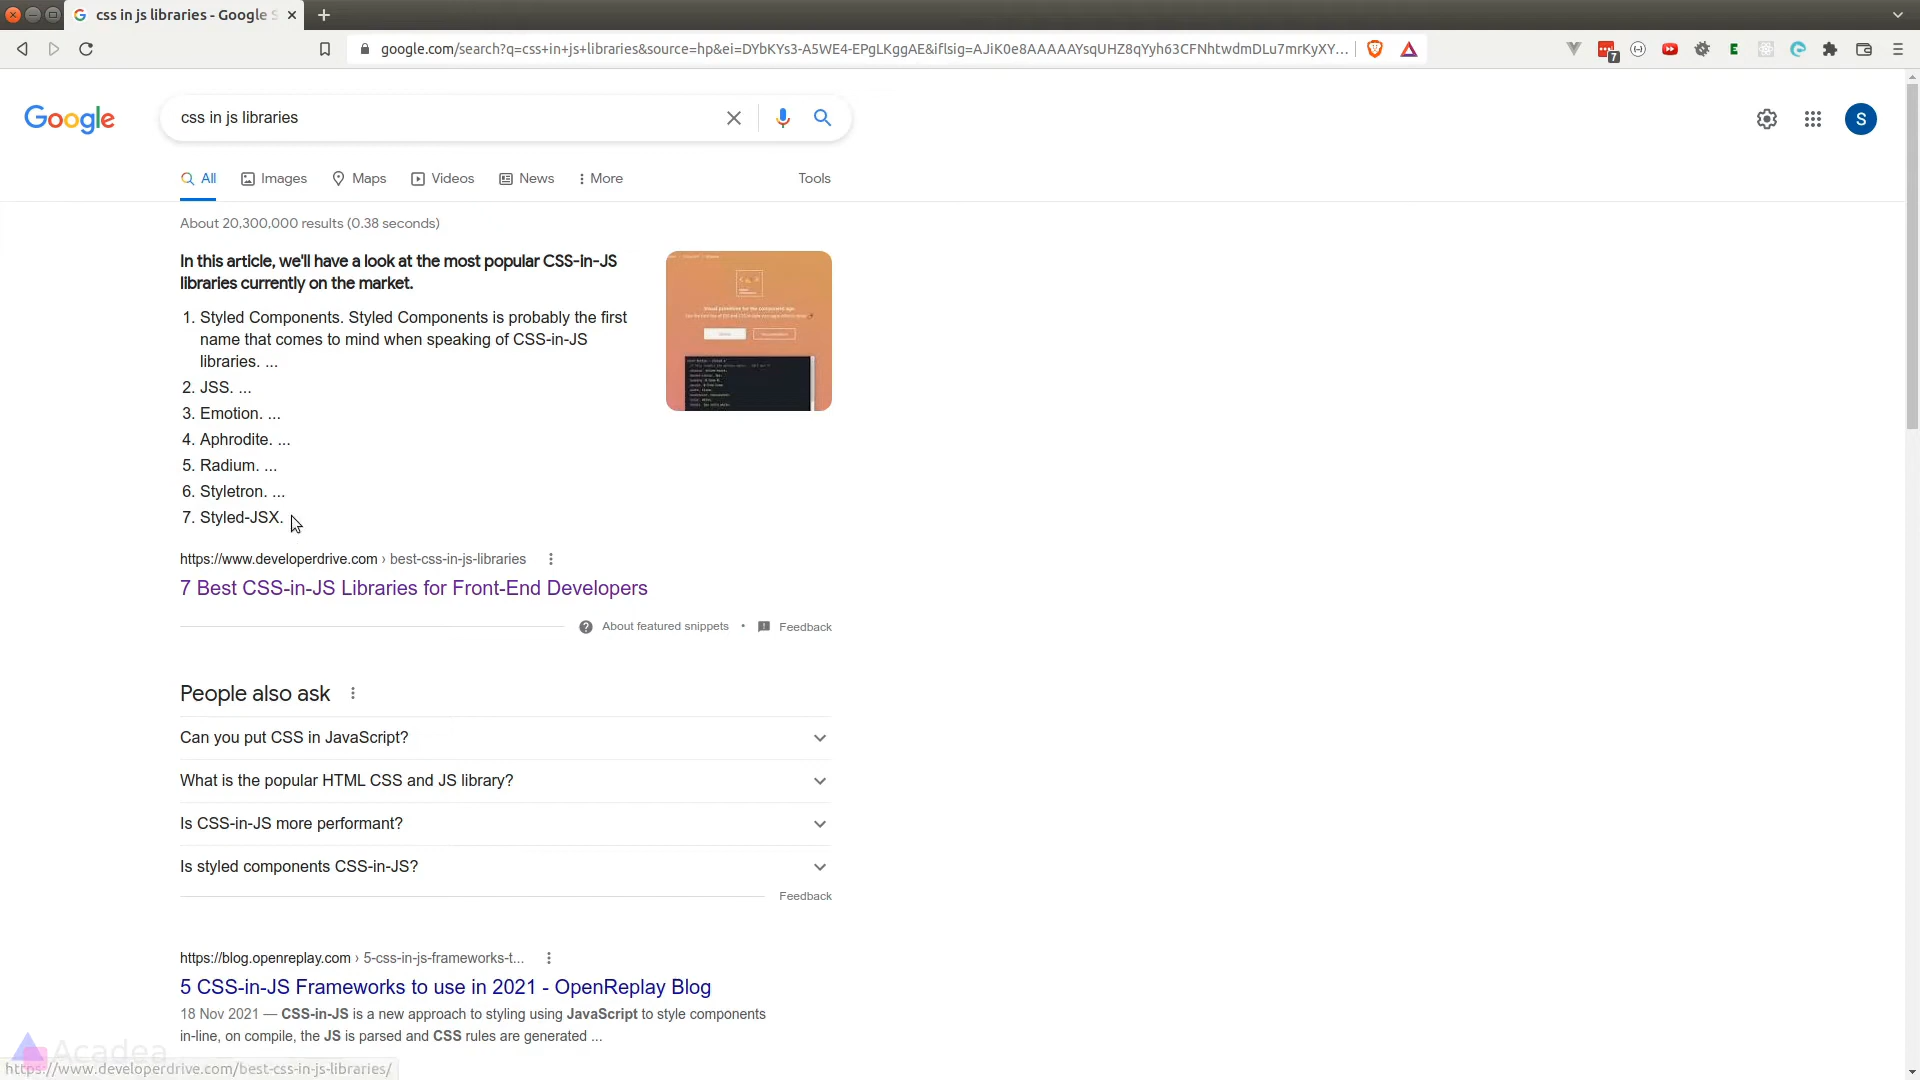 css in js libraries - Google S
google.com/search?q=css+in+js+libraries&source=hp&ei=DYbKYs3-A5WE4-EPgLKggAE&iflsig=AJiK0e8AAAAAYsqUHZ8qYyh63CFNhtwdmDLu7mrKyXY...
7
Google
css in js libraries
S
All
Images
Maps
Videos
News
More
Tools
About 20,300,000 results (0.38 seconds)
In this article, we'll have a look at the most popular CSS-in-JS
libraries currently on the market.
1. Styled Components. Styled Components is probably the first
name that comes to mind when speaking of CSS-in-JS
libraries. ...
2. JSS. ...
3. Emotion. ...
4. Aphrodite. ...
5. Radium. ...
6. Styletron. ...
7. Styled-JSX.
https://www.developerdrive.com › best-css-in-js-libraries
7 Best CSS-in-JS Libraries for Front-End Developers
About featured snippets • Feedback
People also ask
Can you put CSS in JavaScript?
What is the popular HTML CSS and JS library?
Is CSS-in-JS more performant?
Is styled components CSS-in-JS?
Feedback
https://blog.openreplay.com › 5-css-in-js-frameworks-t...
5 CSS-in-JS Frameworks to use in 2021 - OpenReplay Blog
18 Nov 2021 — CSS-in-JS is a new approach to styling using JavaScript to style components
in-line, on compile, the JS is parsed and CSS rules are generated ...
Acadea
https://www.developerdrive.com/best-css-in-js-libraries/